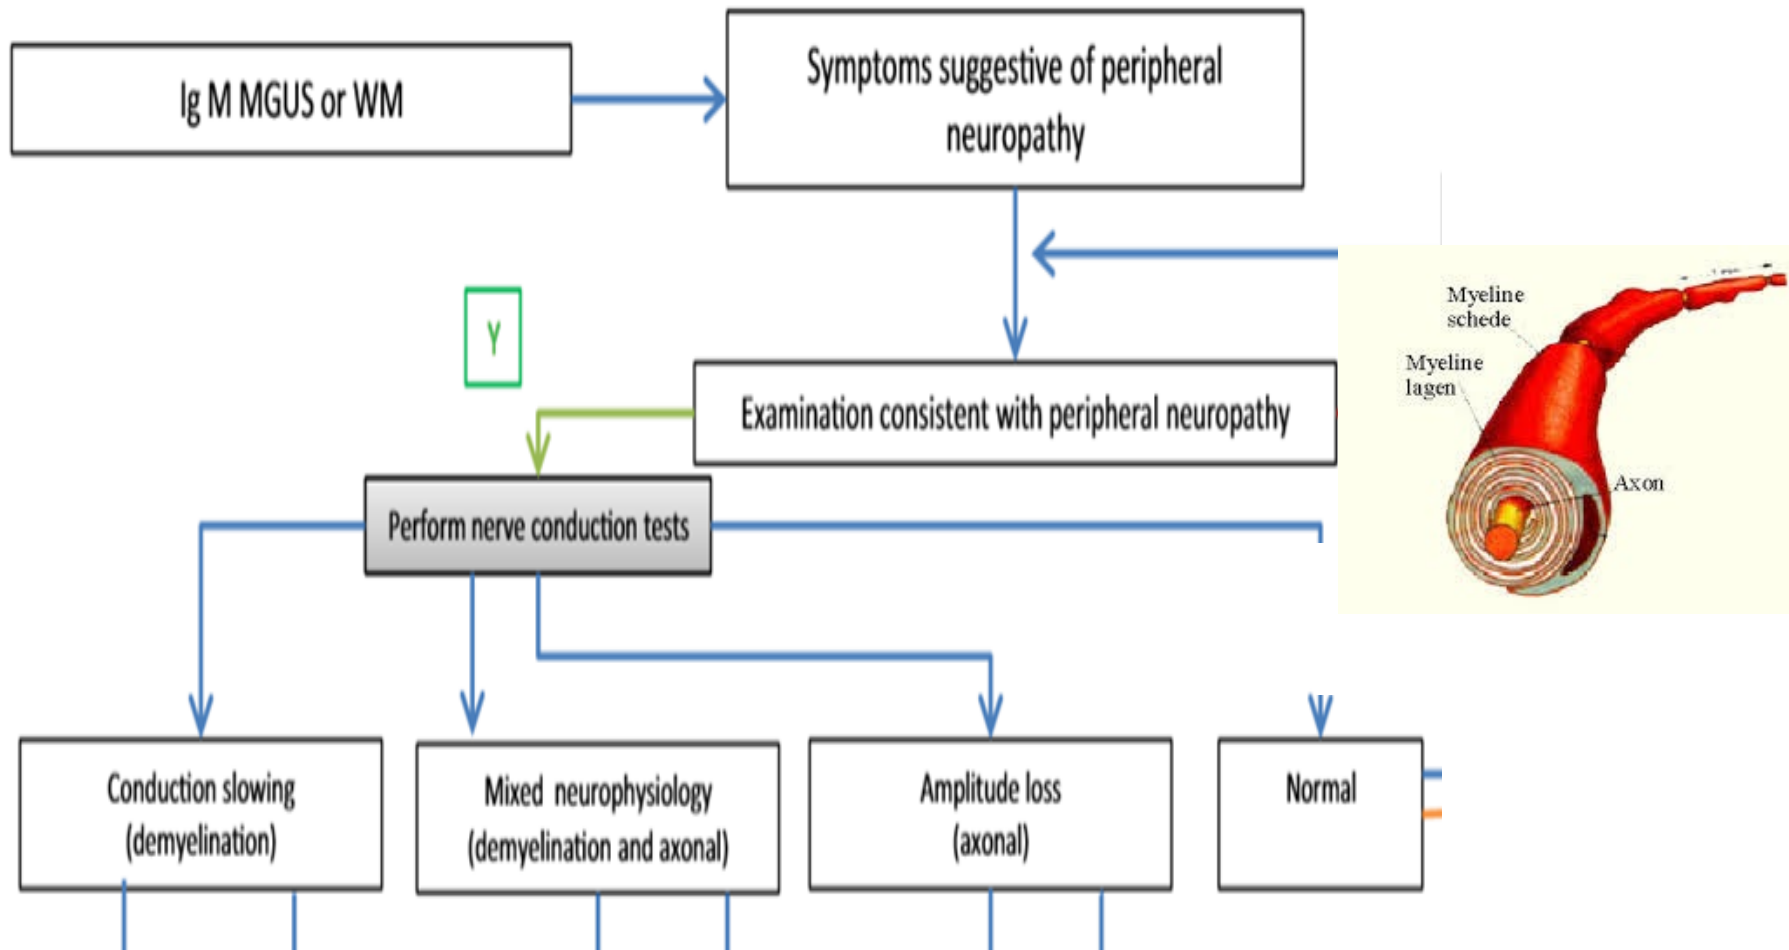 Ig M MGUS or WM
Symptoms suggestive of peripheral
neuropathy
Y
Examination consistent with peripheral neuropathy
Myeline
schede
Myeline
lagen
Axon
Perform nerve conduction tests
Conduction slowing
(demyelination)
Mixed neurophysiology
(demyelination and axonal)
Amplitude loss
(axonal)
Normal